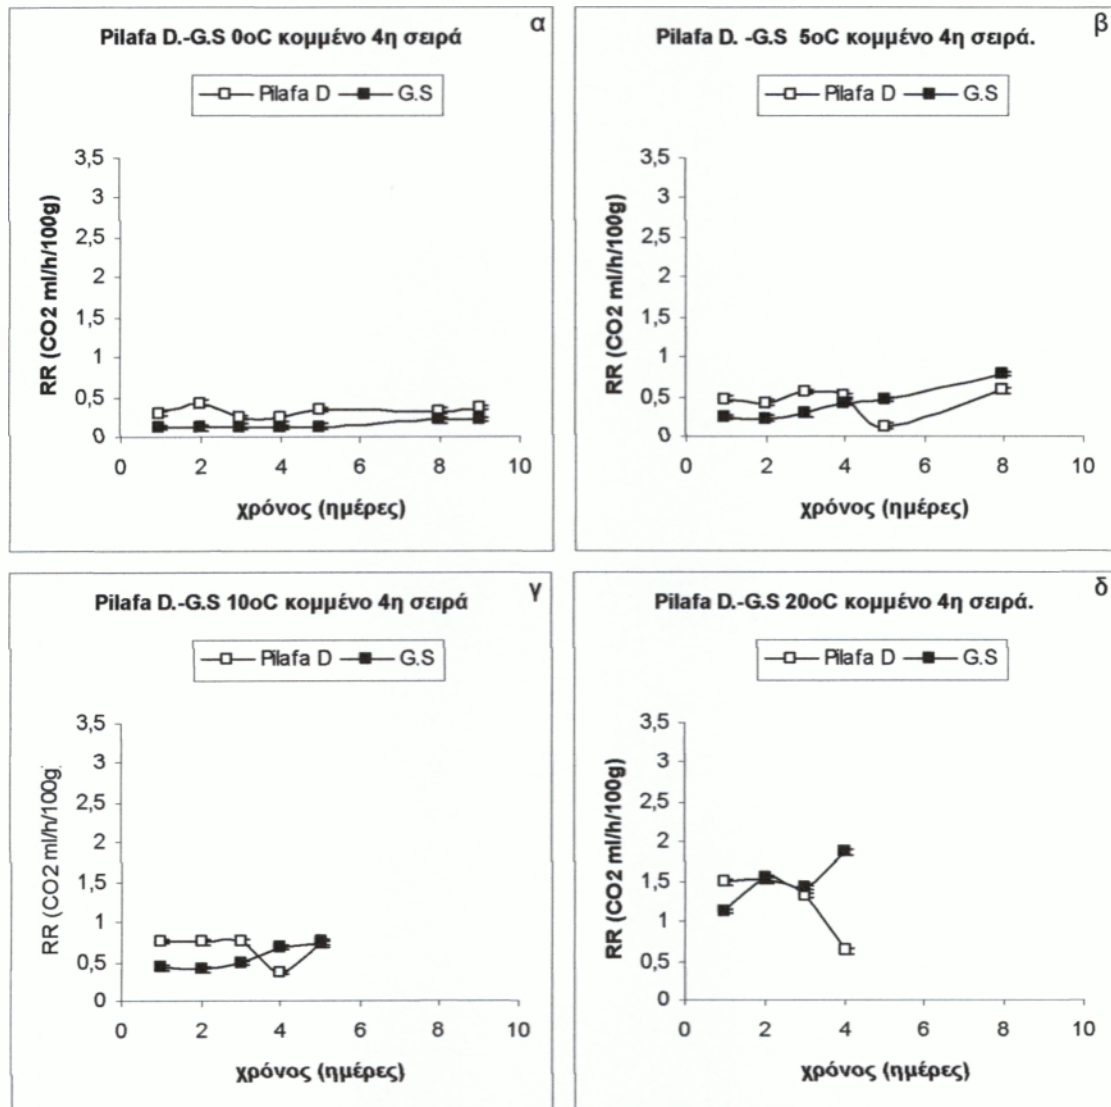 α
Pilafa D.-G.S 0oC κομμένο 4η σειρά
Pilafa D G.S
RR (CO2 ml/h/100g)
3,5
3
2,5
2
1,5
1
0,5
0
0 2 4 6 8 10
χρόνος (ημέρες)
β
Pilafa D. -G.S 5oC κομμένο 4η σειρά.
Pilafa D G.S
RR (CO2 ml/h/100g)
3,5
3
2,5
2
1,5
1
0,5
0
0 2 4 6 8 10
χρόνος (ημέρες)
γ
Pilafa D.-G.S 10oC κομμένο 4η σειρά
Pilafa D G.S
RR (CO2 ml/h/100g
3,5
3
2,5
2
1,5
1
0,5
0
0 2 4 6 8 10
χρόνος (ημέρες)
δ
Pilafa D.-G.S 20oC κομμένο 4η σειρά.
Pilafa D G.S
RR (CO2 ml/h/100g)
3,5
3
2,5
2
1,5
1
0,5
0
0 2 4 6 8 10
χρόνος (ημέρες)